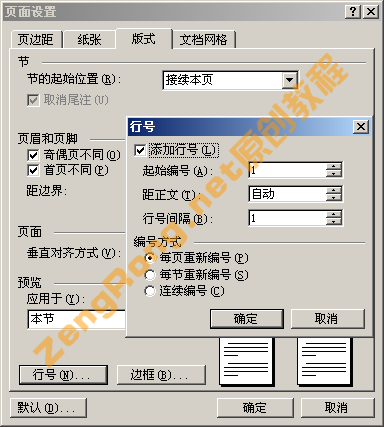 页面设置
页边距 纸张 版式 文档网格
节
节的起始位置(R): 接续本页
取消尾注(U)
页眉和页脚
奇偶页不同(O)
首页不同(P)
距边界:
页面
垂直对齐方式(V):
预览
应用于(Y):
本节
行号(N)... 边框(B)...
默认(D)... 确定 取消
行号
添加行号(L)
起始编号(A): 1
距正文(T): 自动
行号间隔(B): 1
编号方式
每页重新编号(P)
每节重新编号(S)
连续编号(C)
确定 取消
ZengRong.net原创教程